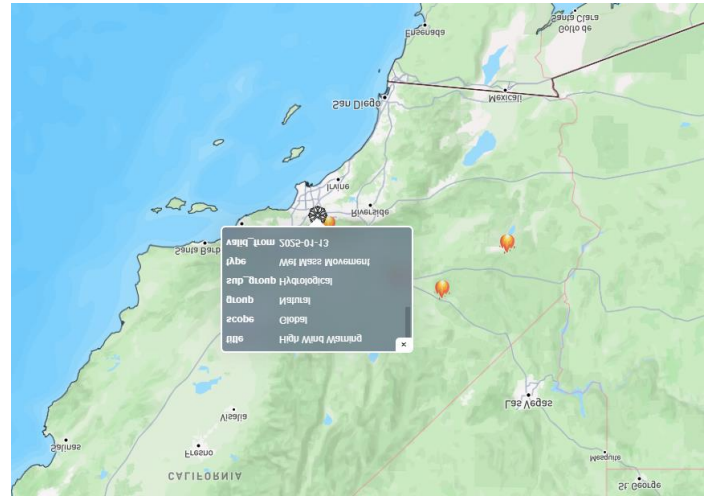 St. George
CALIFORNIA
Mesquite
Fresno
Salinas
Visalia
Las Vegas
×
title High Wind Warning
scope Global
group Natural
sub_group Hydrological
type Wet Mass Movement
valid_from 2025-01-13
Santa Barb
Riverside
Irvine
San Diego
Mexicali
Ensenada
Golfo de
Santa Clara